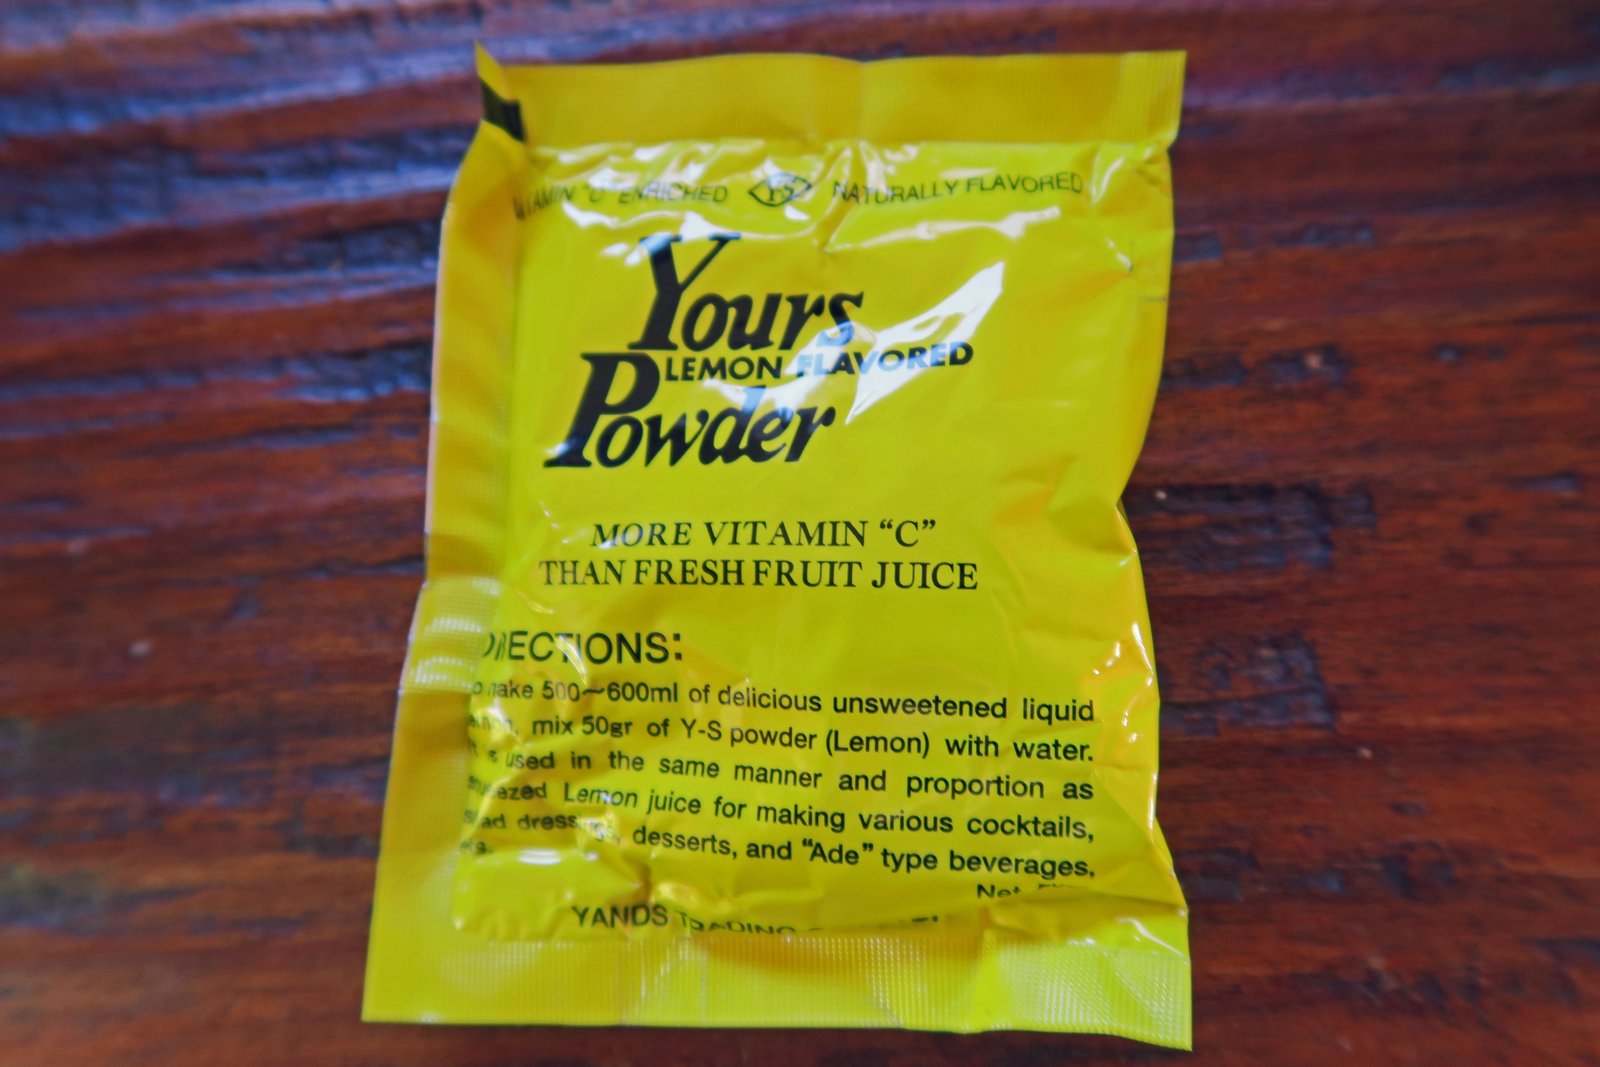 "C" ENRICHED Y-S NATURALLY FLAVORED
Yours
LEMON FLAVORED
Powder
MORE VITAMIN “C”
THAN FRESH FRUIT JUICE
DIRECTIONS:
make 500~600ml of delicious unsweetened liquid
mix 50gr of Y-S powder (Lemon) with water.
used in the same manner and proportion as
Lemon juice for making various cocktails,
desserts, and “Ade” type beverages,
Net
YANDS TRADING